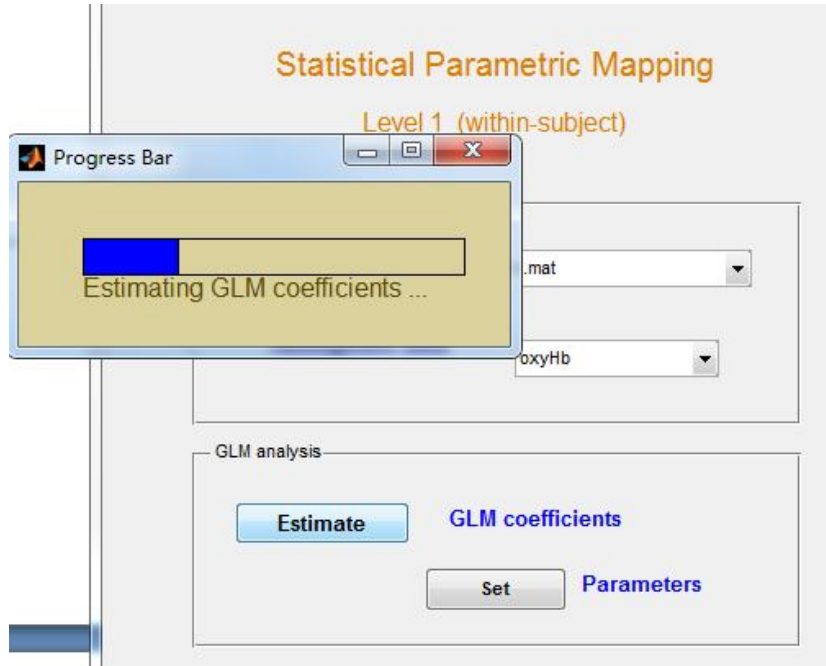 Statistical Parametric Mapping
Level 1 (within-subject)
Progress Bar
Estimating GLM coefficients ...
.mat
oxyHb
GLM analysis
Estimate
GLM coefficients
Set
Parameters